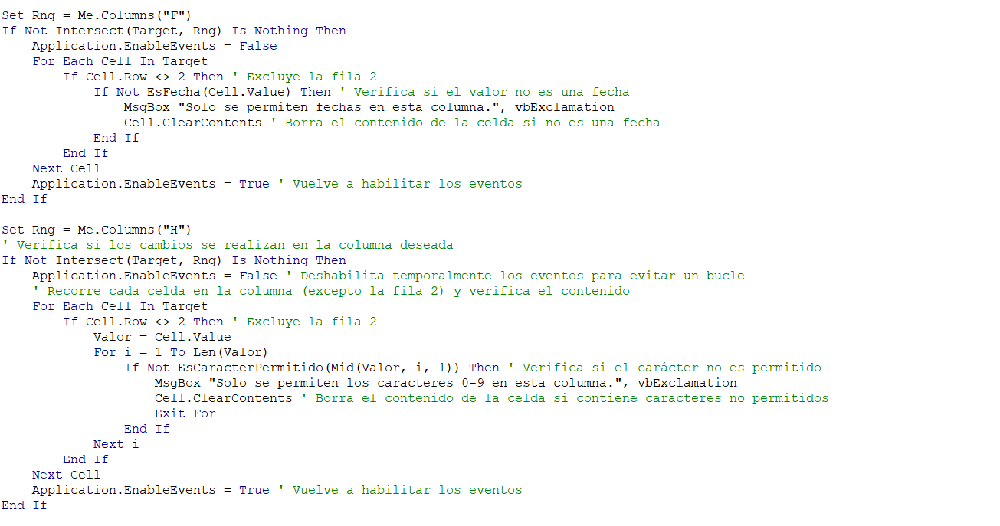 Set Rng = Me.Columns("F")
If Not Intersect(Target, Rng) Is Nothing Then
    Application.EnableEvents = False
    For Each Cell In Target
        If Cell.Row <> 2 Then ' Excluye la fila 2
            If Not EsFecha(Cell.Value) Then ' Verifica si el valor no es una fecha
                MsgBox "Solo se permiten fechas en esta columna.", vbExclamation
                Cell.ClearContents ' Borra el contenido de la celda si no es una fecha
            End If
        End If
    Next Cell
    Application.EnableEvents = True ' Vuelve a habilitar los eventos
End If

Set Rng = Me.Columns("H")
' Verifica si los cambios se realizan en la columna deseada
If Not Intersect(Target, Rng) Is Nothing Then
    Application.EnableEvents = False ' Deshabilita temporalmente los eventos para evitar un bucle
    ' Recorre cada celda en la columna (excepto la fila 2) y verifica el contenido
    For Each Cell In Target
        If Cell.Row <> 2 Then ' Excluye la fila 2
            Valor = Cell.Value
            For i = 1 To Len(Valor)
                If Not EsCaracterPermitido(Mid(Valor, i, 1)) Then ' Verifica si el carácter no es permitido
                    MsgBox "Solo se permiten los caracteres 0-9 en esta columna.", vbExclamation
                    Cell.ClearContents ' Borra el contenido de la celda si contiene caracteres no permitidos
                    Exit For
                End If
            Next i
        End If
    Next Cell
    Application.EnableEvents = True ' Vuelve a habilitar los eventos
End If